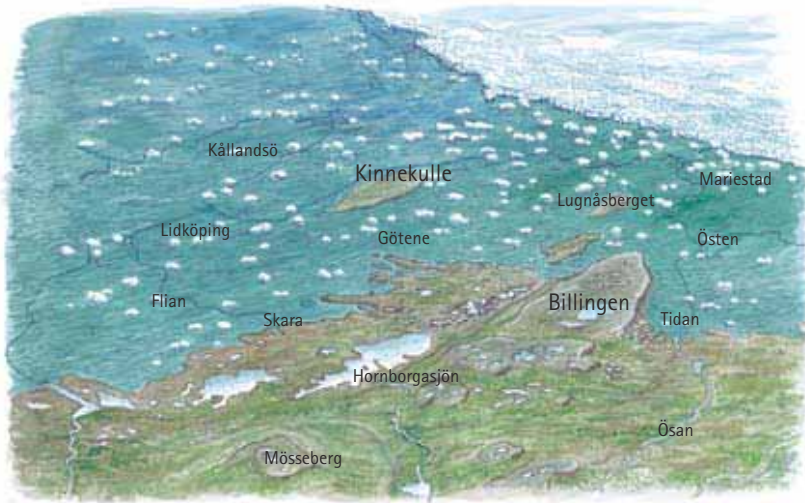 Kållandsö
Kinnekulle
Mariestad
Lugnåsberget
Lidköping
Götene
Östen
Flian
Skara
Billingen
Tidan
Hornborgasjön
Ösan
Mösseberg